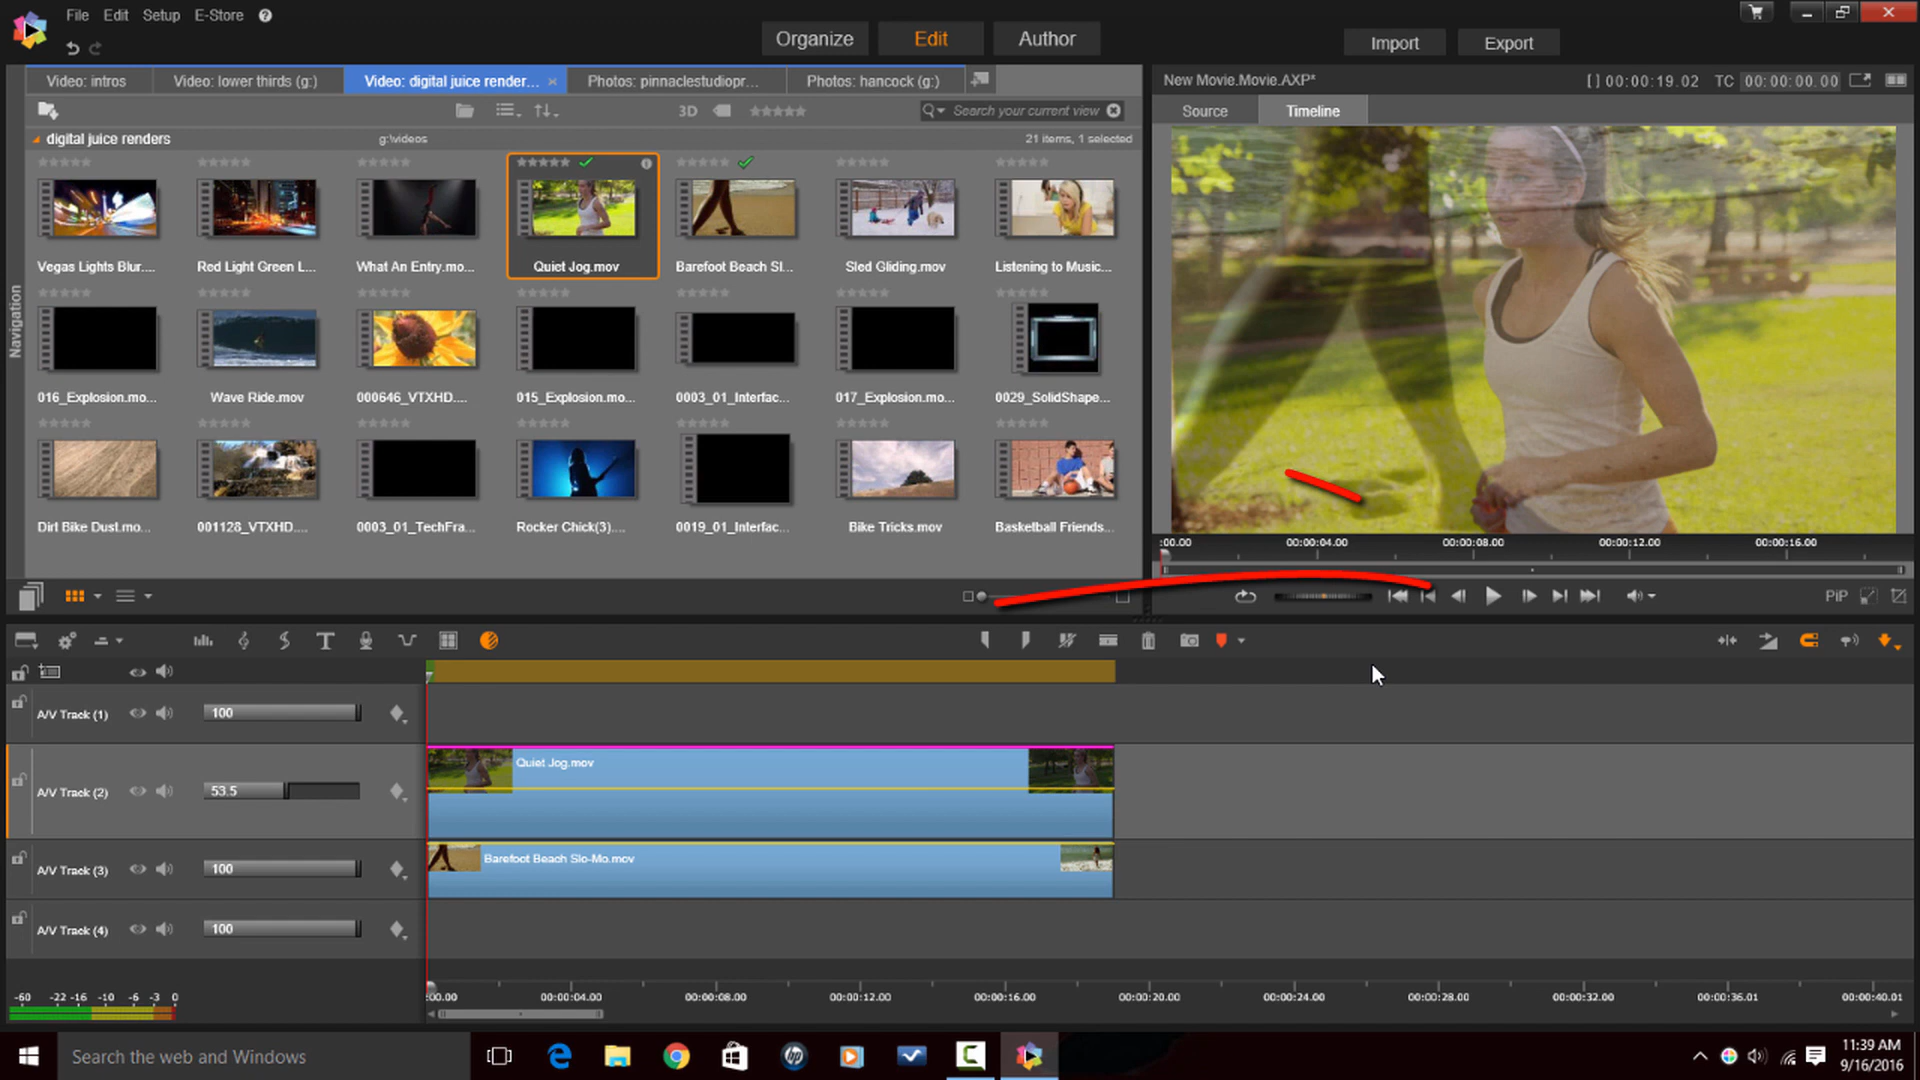 File Edit Setup E-Store
Organize Edit Author
Import Export
Video: intros Video: lower thirds (g:) Video: digital juice render... Photos: pinnaclestudiopr... Photos: hancock (g:)
New Movie.Movie.AXP* [ ] 00:00:19.02 TC 00:00:00.00
3D Search your current view
Source Timeline
digital juice renders g:\videos 21 items, 1 selected
Navigation
Vegas Lights Blur.... Red Light Green L... What An Entry.mo... Quiet Jog.mov Barefoot Beach Sl... Sled Gliding.mov Listening to Music...
016_Explosion.mo... Wave Ride.mov 000646_VTXHD.... 015_Explosion.mo... 0003_01_Interfac... 017_Explosion.mo... 0029_SolidShape...
Dirt Bike Dust.mo... 001128_VTXHD.... 0003_01_TechFra... Rocker Chick(3).... 0019_01_Interfac... Bike Tricks.mov Basketball Friends...
:00.00 00:00:04.00 00:00:08.00 00:00:12.00 00:00:16.00
PiP
A/V Track (1) 100
A/V Track (2) 53.5 Quiet Jog.mov
A/V Track (3) 100 Barefoot Beach Slo-Mo.mov
A/V Track (4) 100
-60 -22 -16 -10 -6 -3 0
:00.00 00:00:04.00 00:00:08.00 00:00:12.00 00:00:16.00 00:00:20.00 00:00:24.00 00:00:28.00 00:00:32.00 00:00:36.01 00:00:40.01
Search the web and Windows
11:39 AM
9/16/2016